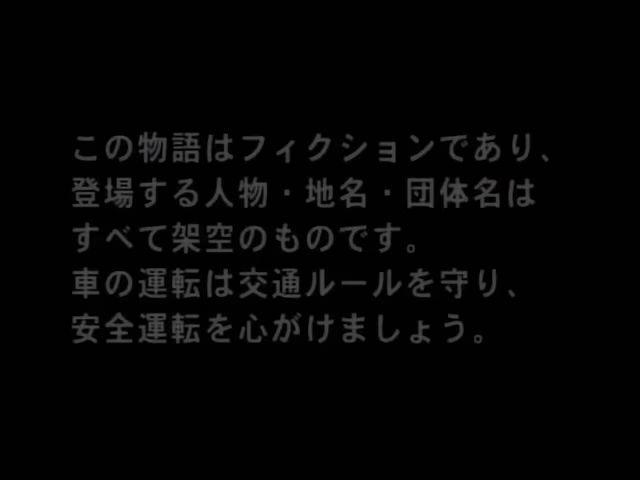 この物語はフィクションであり、
登場する人物・地名・団体名は
すべて架空のものです。
車の運転は交通ルールを守り、
安全運転を心がけましょう。